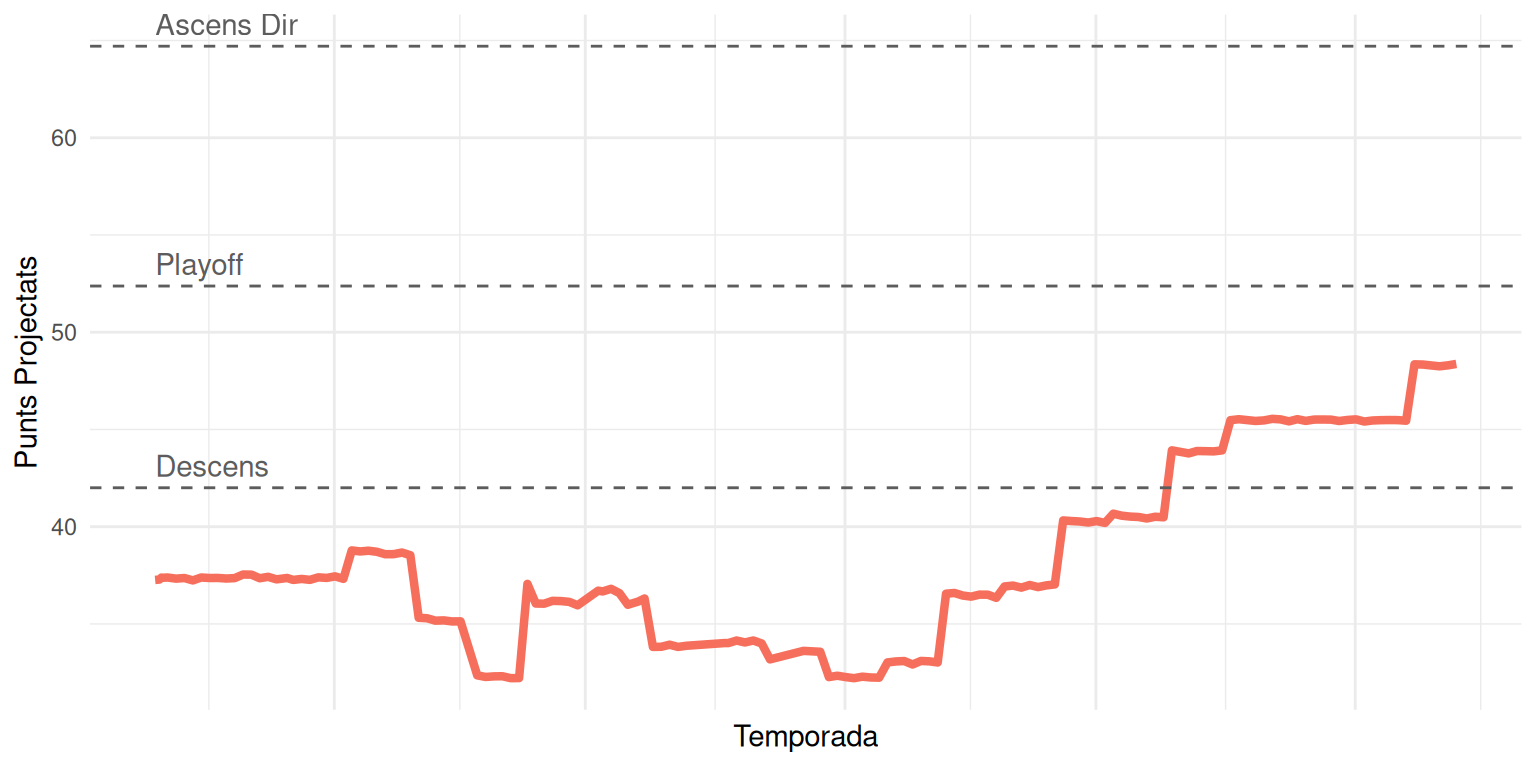 Ascens Dir
60
Playoff
50
Descens
40
Punts Projectats
Temporada